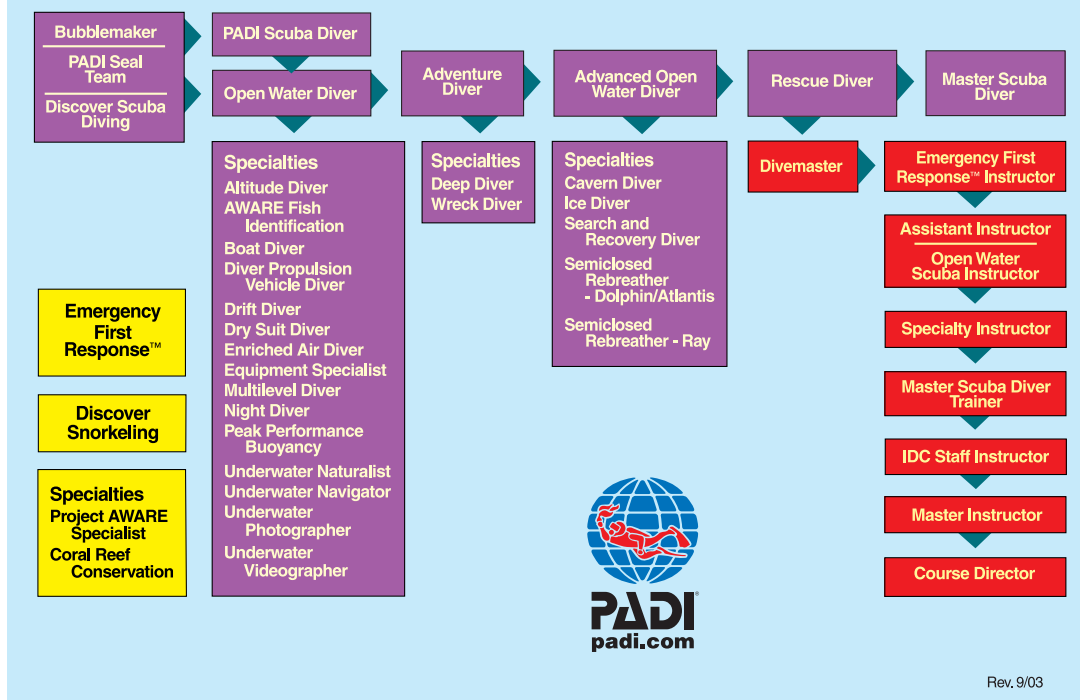 Bubblemaker
PADI Seal
Team
Discover Scuba
Diving
PADI Scuba Diver
Open Water Diver
Adventure
Diver
Advanced Open
Water Diver
Rescue Diver
Master Scuba
Diver
Specialties
Altitude Diver
AWARE Fish
Identification
Boat Diver
Diver Propulsion
Vehicle Diver
Drift Diver
Dry Suit Diver
Enriched Air Diver
Equipment Specialist
Multilevel Diver
Night Diver
Peak Performance
Buoyancy
Underwater Naturalist
Underwater Navigator
Underwater
Photographer
Underwater
Videographer
Specialties
Deep Diver
Wreck Diver
Specialties
Cavern Diver
Ice Diver
Search and
Recovery Diver
Semiclosed
Rebreather
- Dolphin/Atlantis
Semiclosed
Rebreather - Ray
Divemaster
Emergency First
Response™ Instructor
Assistant Instructor
Open Water
Scuba Instructor
Specialty Instructor
Master Scuba Diver
Trainer
IDC Staff Instructor
Master Instructor
Course Director
Emergency
First
Response™
Discover
Snorkeling
Specialties
Project AWARE
Specialist
Coral Reef
Conservation
PADI®
padi.com
Rev. 9/03